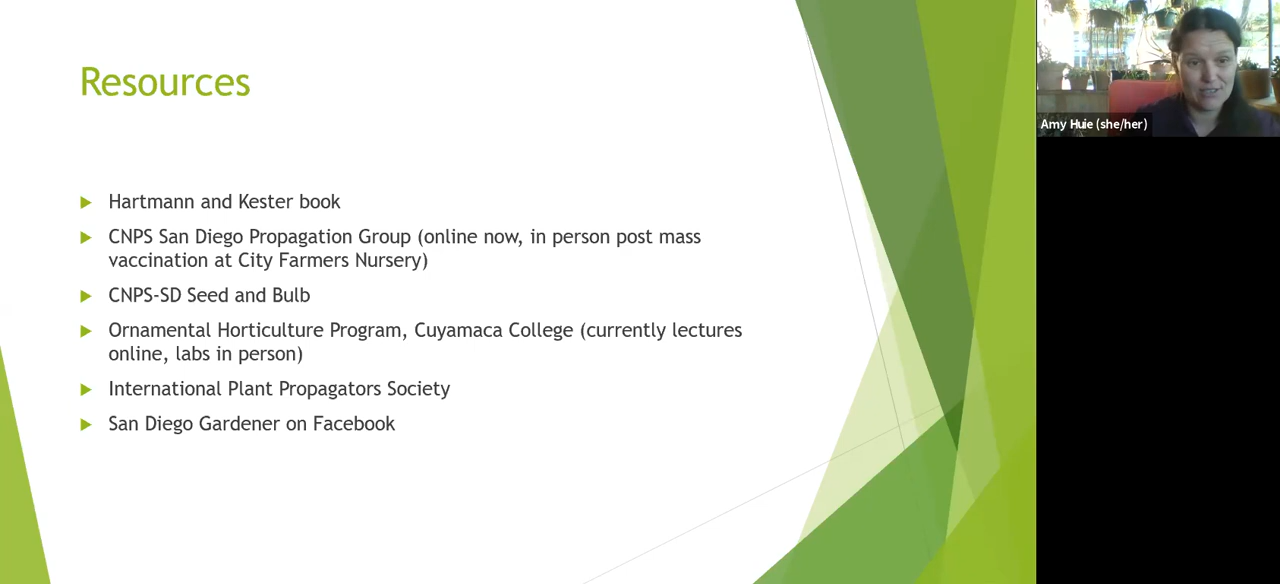 Resources
Hartmann and Kester book
CNPS San Diego Propagation Group (online now, in person post mass
vaccination at City Farmers Nursery)
CNPS-SD Seed and Bulb
Ornamental Horticulture Program, Cuyamaca College (currently lectures
online, labs in person)
International Plant Propagators Society
San Diego Gardener on Facebook
Amy Huie (she/her)